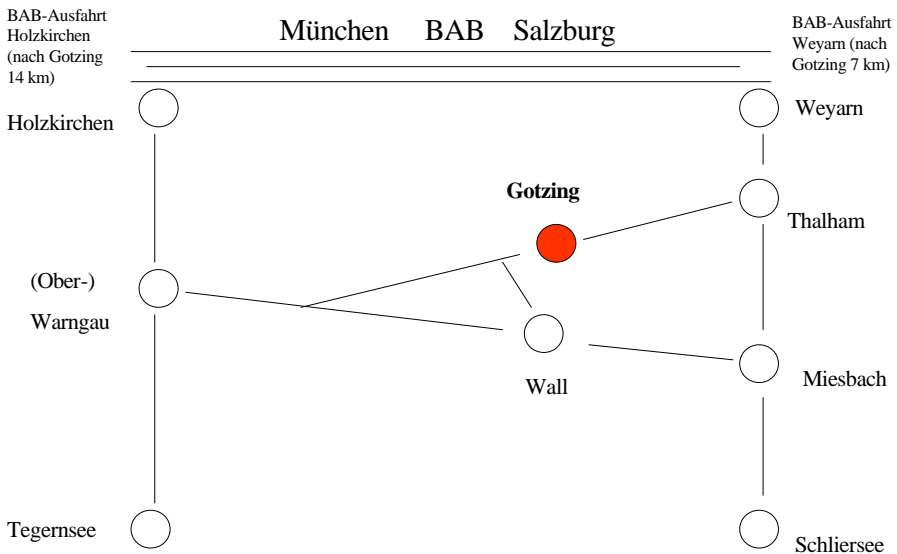 BAB-Ausfahrt
Holzkirchen
(nach Gotzing
14 km)
München BAB Salzburg
BAB-Ausfahrt
Weyarn (nach
Gotzing 7 km)
Holzkirchen
Weyarn
Gotzing
Thalham
(Ober-)
Warngau
Wall
Miesbach
Tegernsee
Schliersee